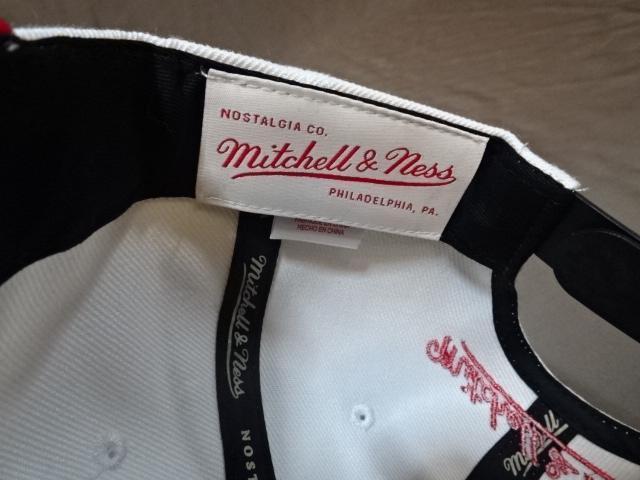 NOSTALGIA CO.
Mitchell & Ness
PHILADELPHIA, PA.
HECHO EN CHINA
Mitchell & Ness
NOST